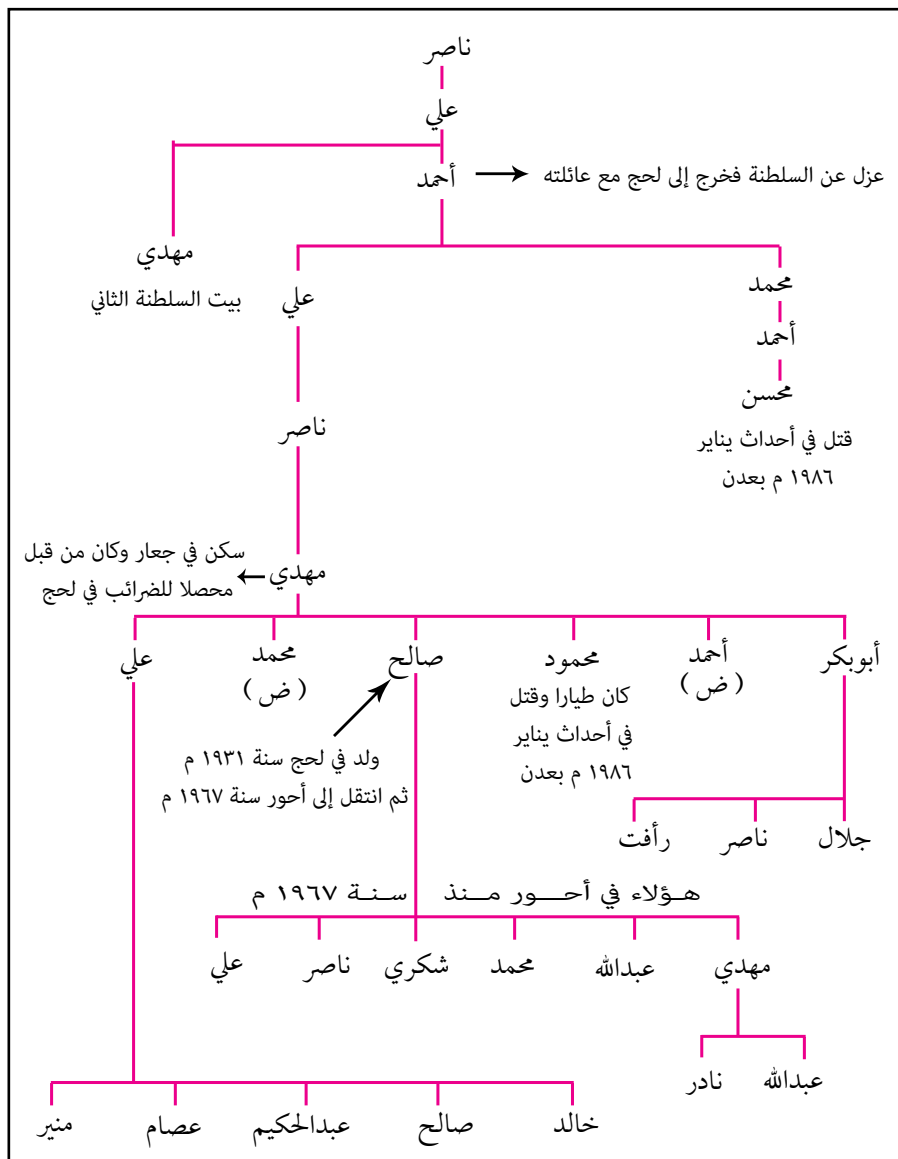 ناصر
علي
أحمد
عزل عن السلطنة فخرج إلى لحج مع عائلته
مهدي
بيت السلطنة الثاني
علي
محمد
أحمد
محسن
قتل في أحداث يناير
١٩٨٦ م بعدن
ناصر
مهدي
سكن في جعار وكان من قبل
محصلا للضرائب في لحج
أبوبكر
أحمد
(ض)
محمود
كان طيارا وقتل
في أحداث يناير
١٩٨٦ م بعدن
صالح
ولد في لحج سنة ١٩٣١ م
ثم انتقل إلى أحور سنة ١٩٦٧ م
محمد
(ض)
علي
جلال
ناصر
رأفت
هـؤلاء في أحــــور مـــنذ ســنــة ١٩٦٧ م
مهدي
عبدالله
محمد
شكري
ناصر
علي
عبدالله
نادر
خالد
صالح
عبدالحكيم
عصام
منير